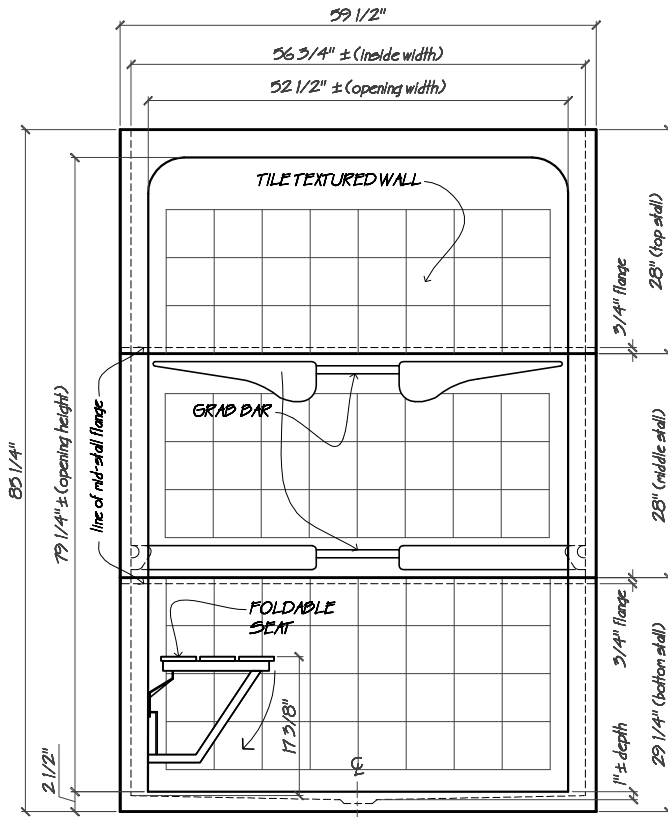 59 1/2"
56 3/4" ± (inside width)
52 1/2" ± (opening width)
TILE TEXTURED WALL
28" (top stall)
3/4" flange
GRAB BAR
line of mid-stall flange
79 1/4" ± (opening height)
85 1/4"
28" (middle stall)
FOLDABLE
SEAT
3/4" flange
17 3/8"
29 1/4" (bottom stall)
1" ± depth
2 1/2"
℄